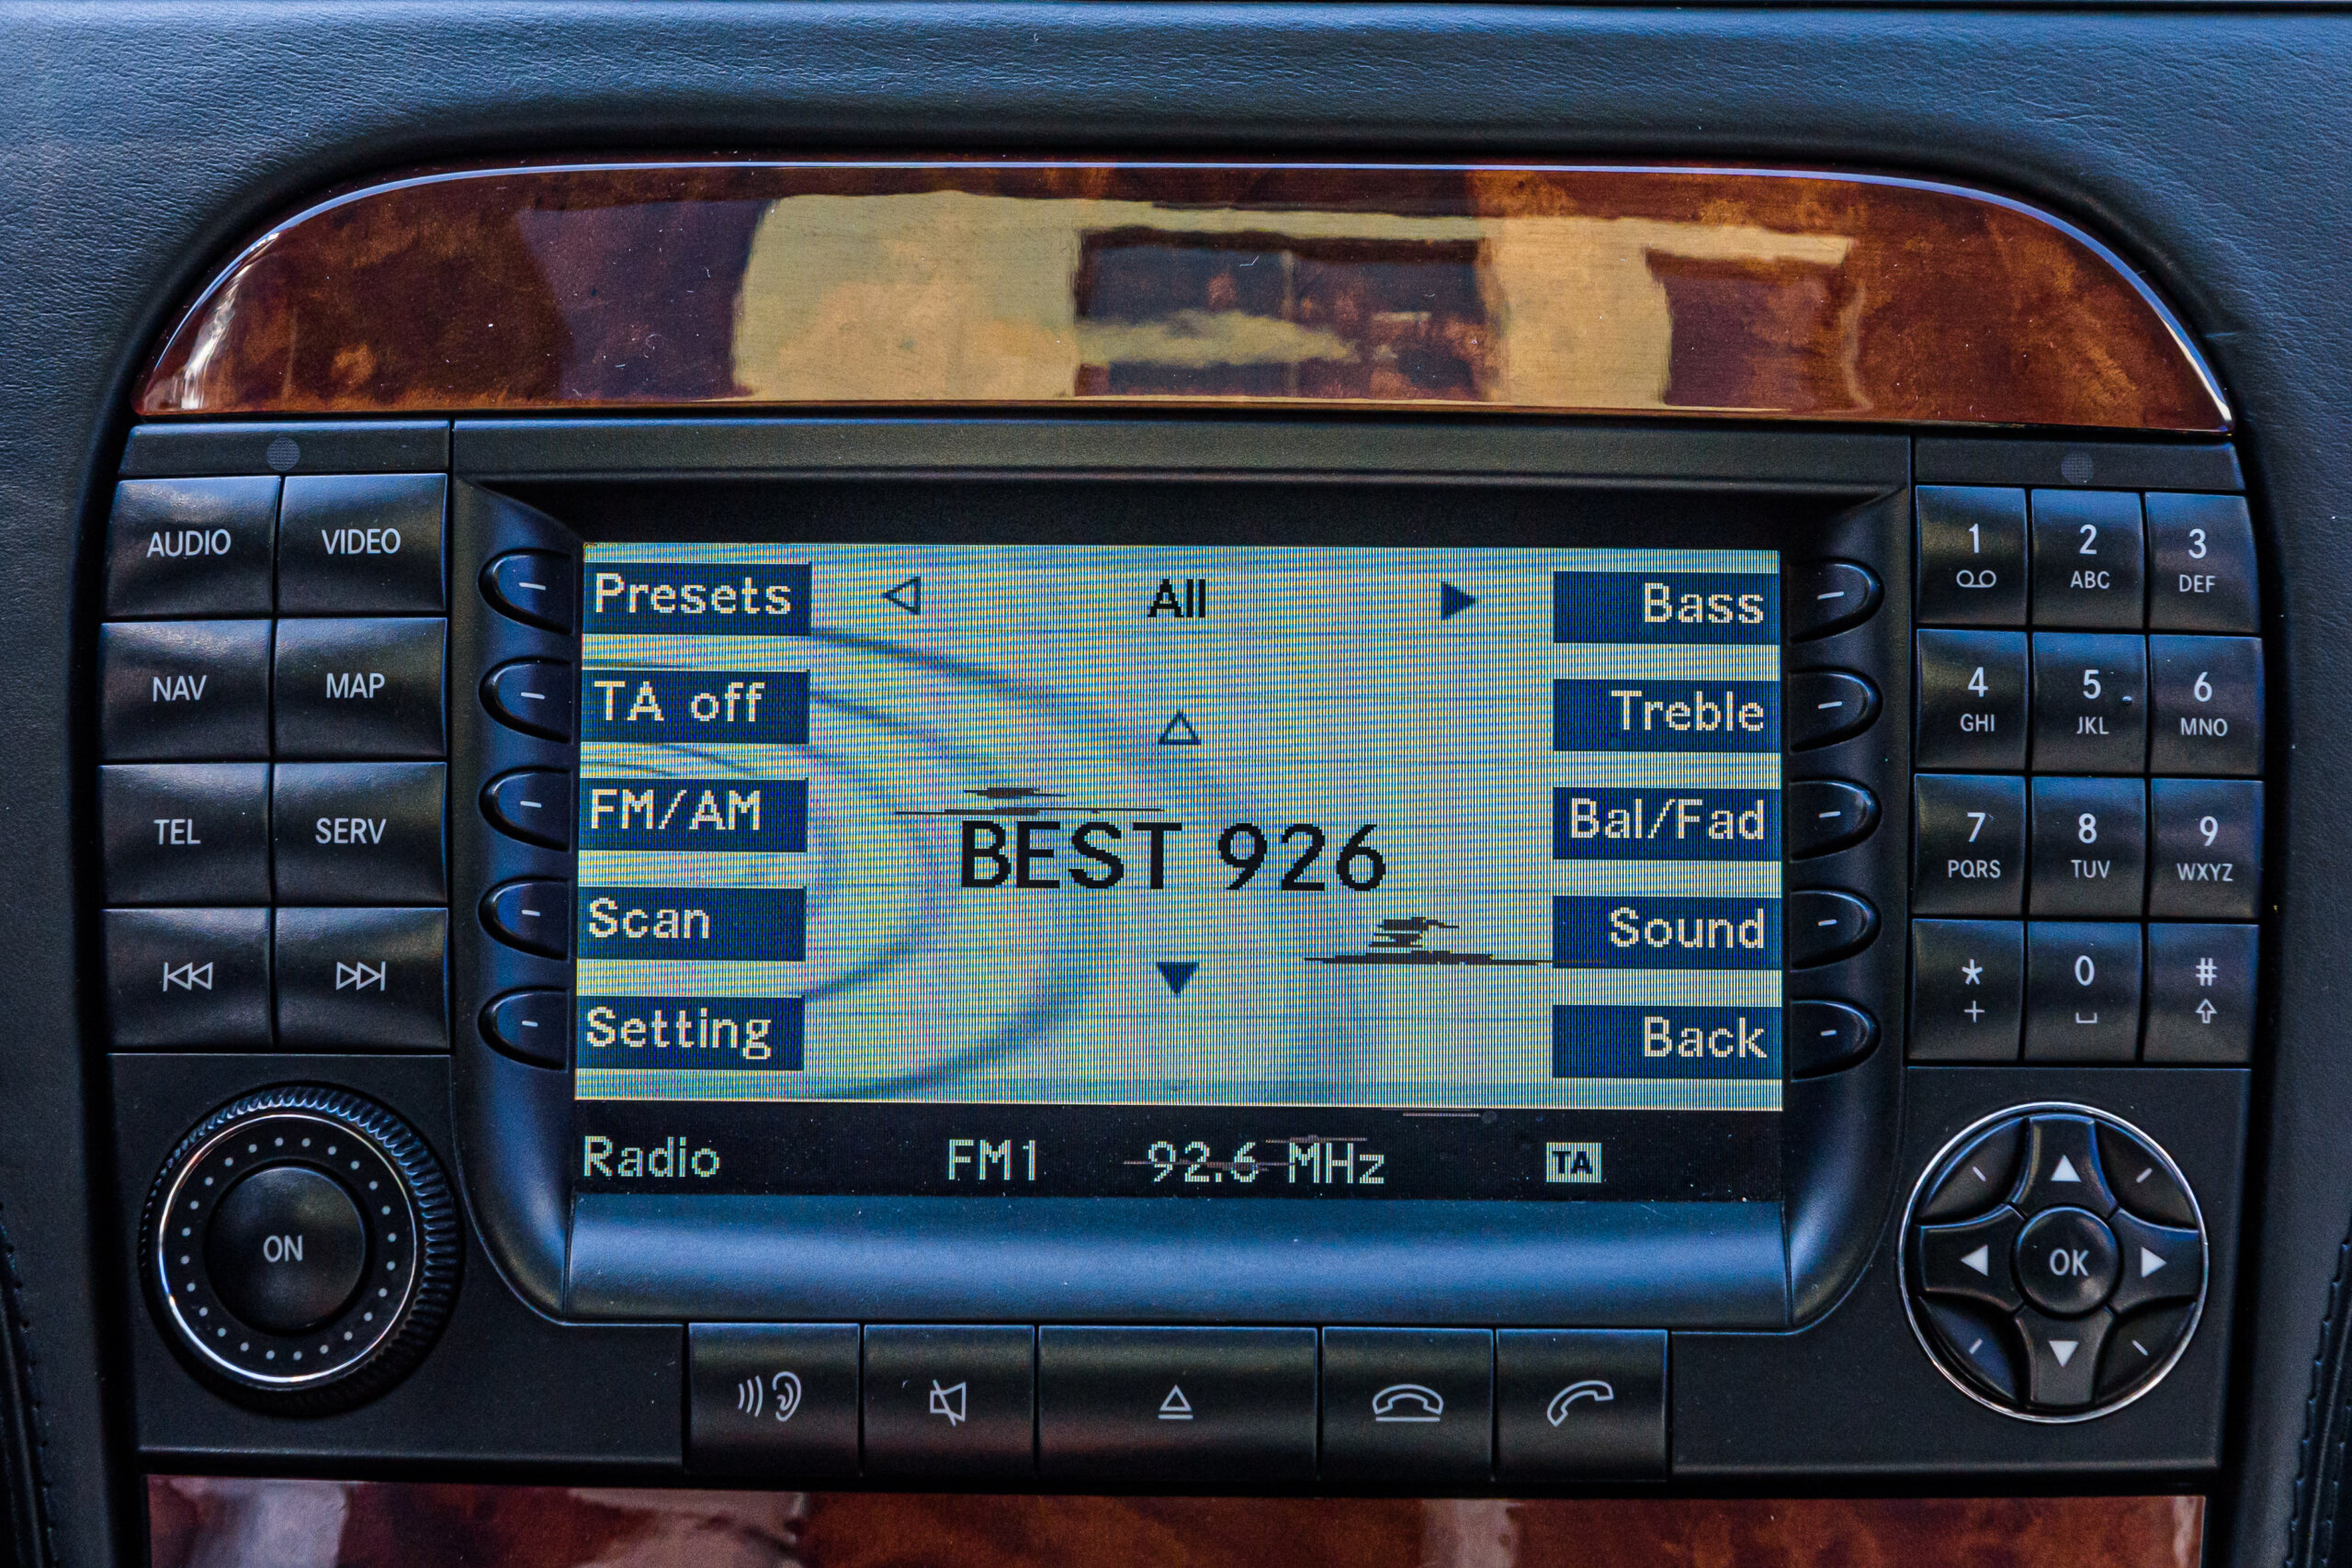 AUDIO VIDEO
NAV MAP
TEL SERV
ON
Presets All Bass
TA off Treble
FM/AM Bal/Fad
BEST 926
Scan Sound
Setting Back
Radio FM1 92.6 MHz TA
1 2 3
ABC DEF
4 5 6
GHI JKL MNO
7 8 9
PQRS TUV WXYZ
* 0 #
+
OK